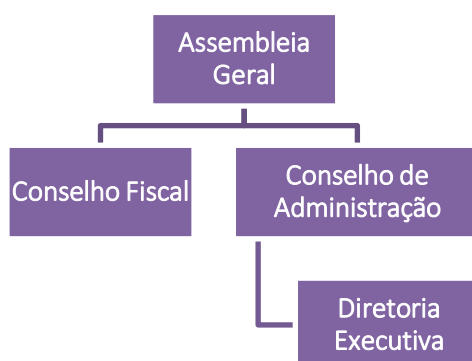 Assembleia
Geral
Conselho Fiscal
Conselho de
Administração
Diretoria
Executiva